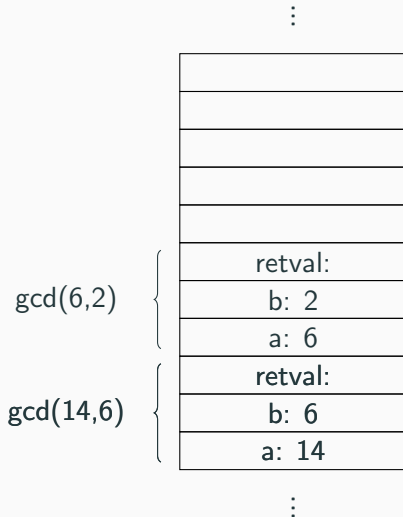 ⋮
retval:
gcd(6,2) b: 2
a: 6
retval:
gcd(14,6) b: 6
a: 14
⋮